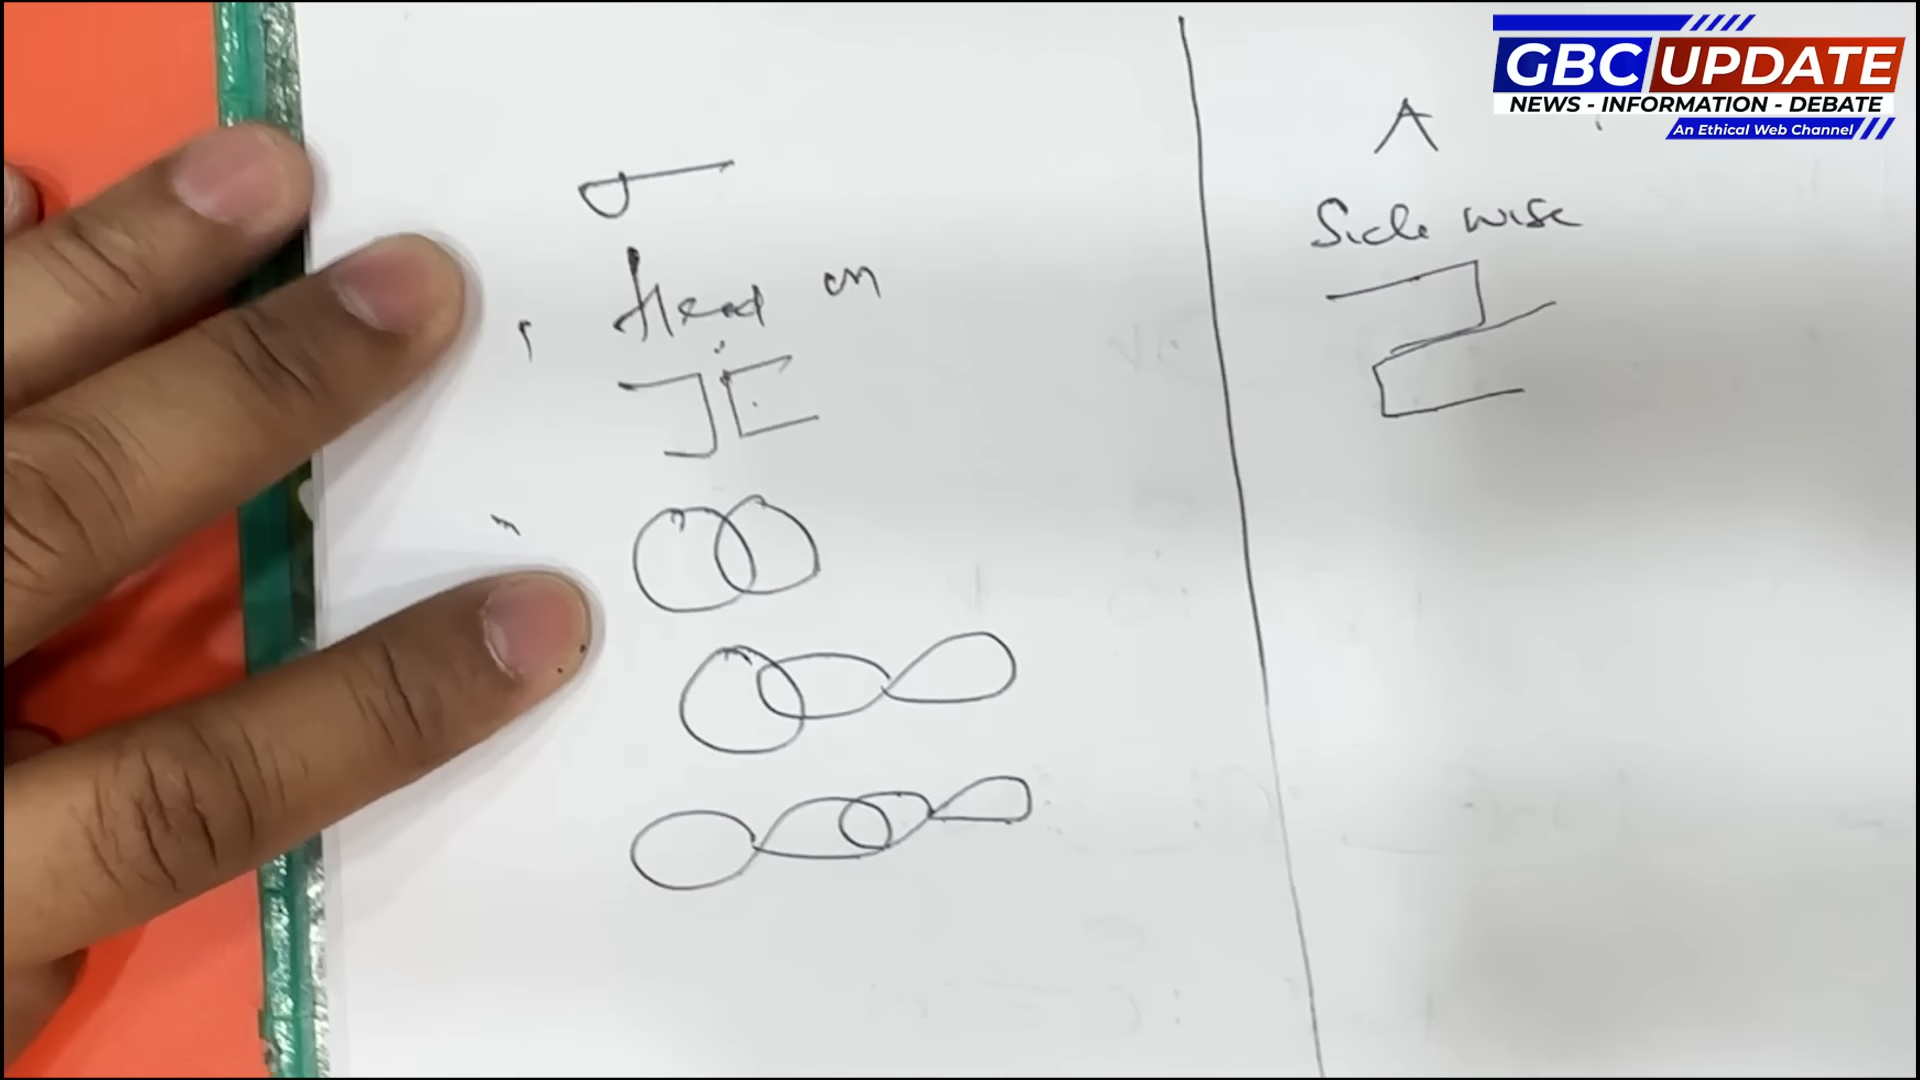 GBC UPDATE
NEWS - INFORMATION - DEBATE
An Ethical Web Channel
σ
Head on
π
Side wise